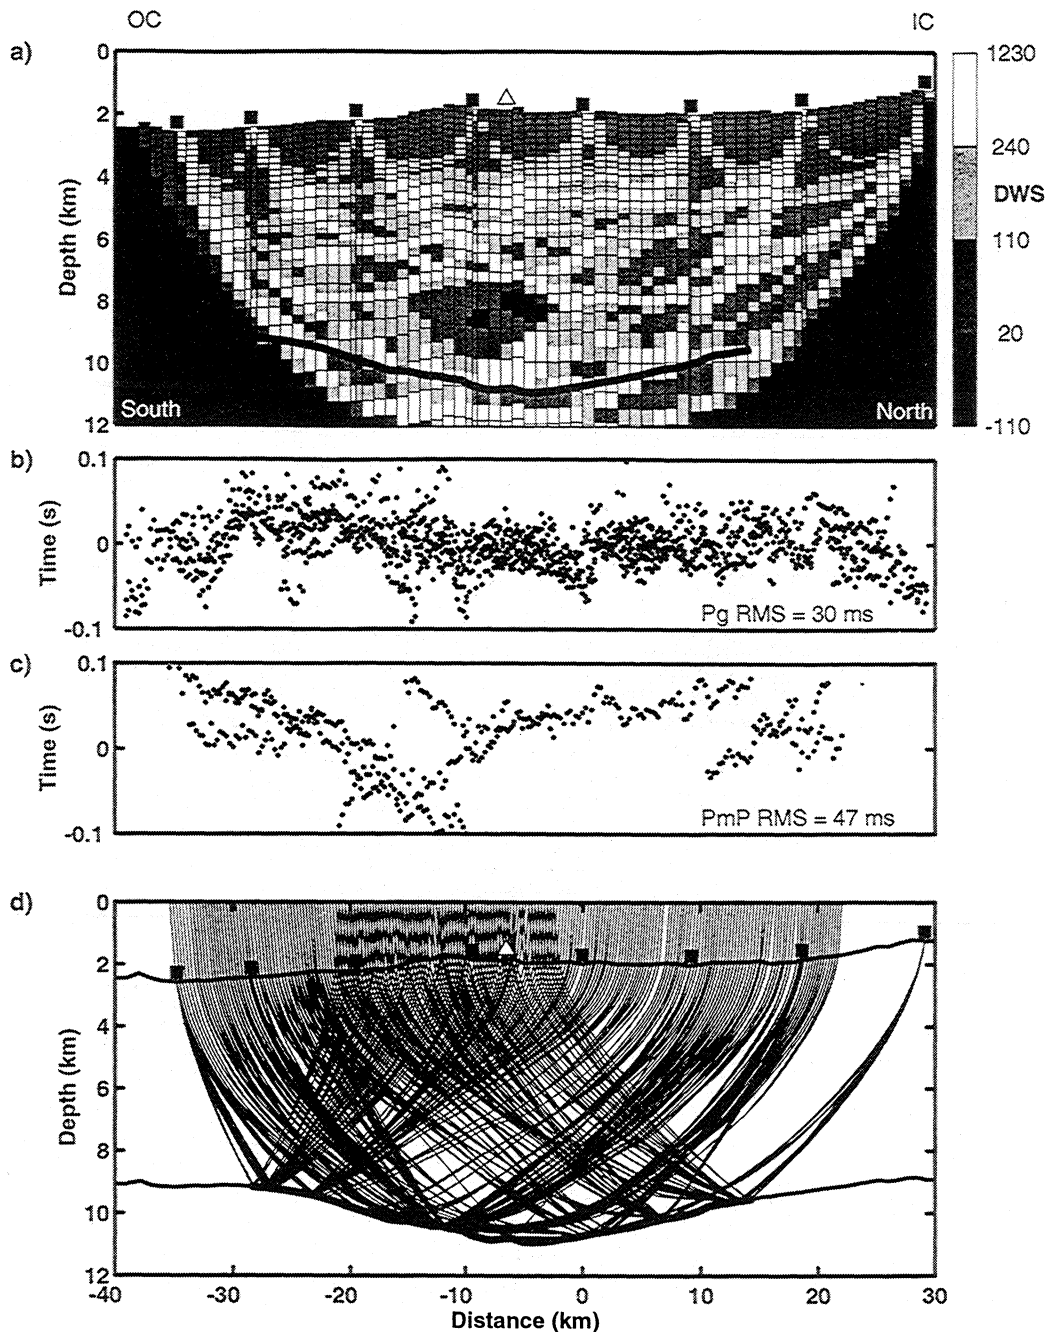 OC IC
a)
0
2
4
6
8
10
12
Depth (km)
South North
1230
240
DWS
110
20
-110
b)
0.1
0
-0.1
Time (s)
Pg RMS = 30 ms
c)
0.1
0
-0.1
Time (s)
PmP RMS = 47 ms
d)
0
2
4
6
8
10
12
Depth (km)
-40 -30 -20 -10 0 10 20 30
Distance (km)